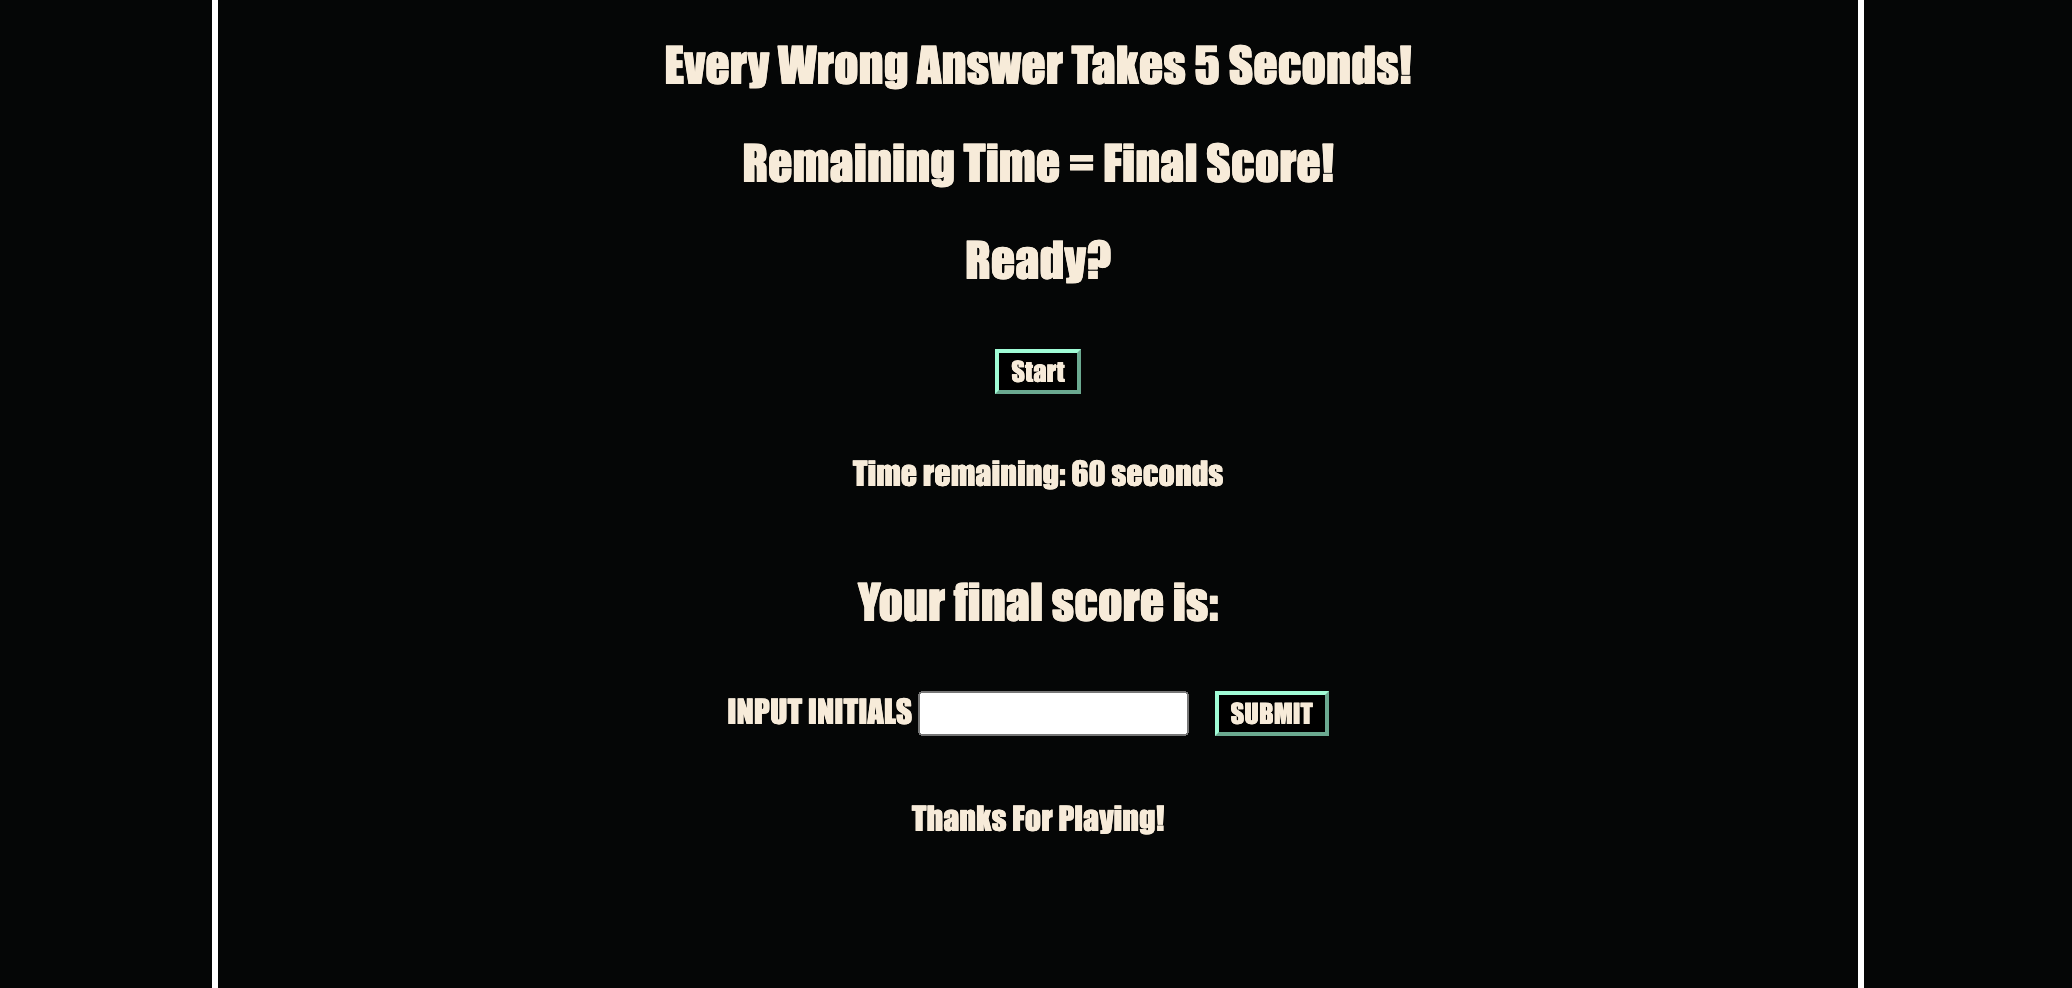 Every Wrong Answer Takes 5 Seconds!
Remaining Time = Final Score!
Ready?
Start
Time remaining: 60 seconds
Your final score is:
INPUT INITIALS SUBMIT
Thanks For Playing!